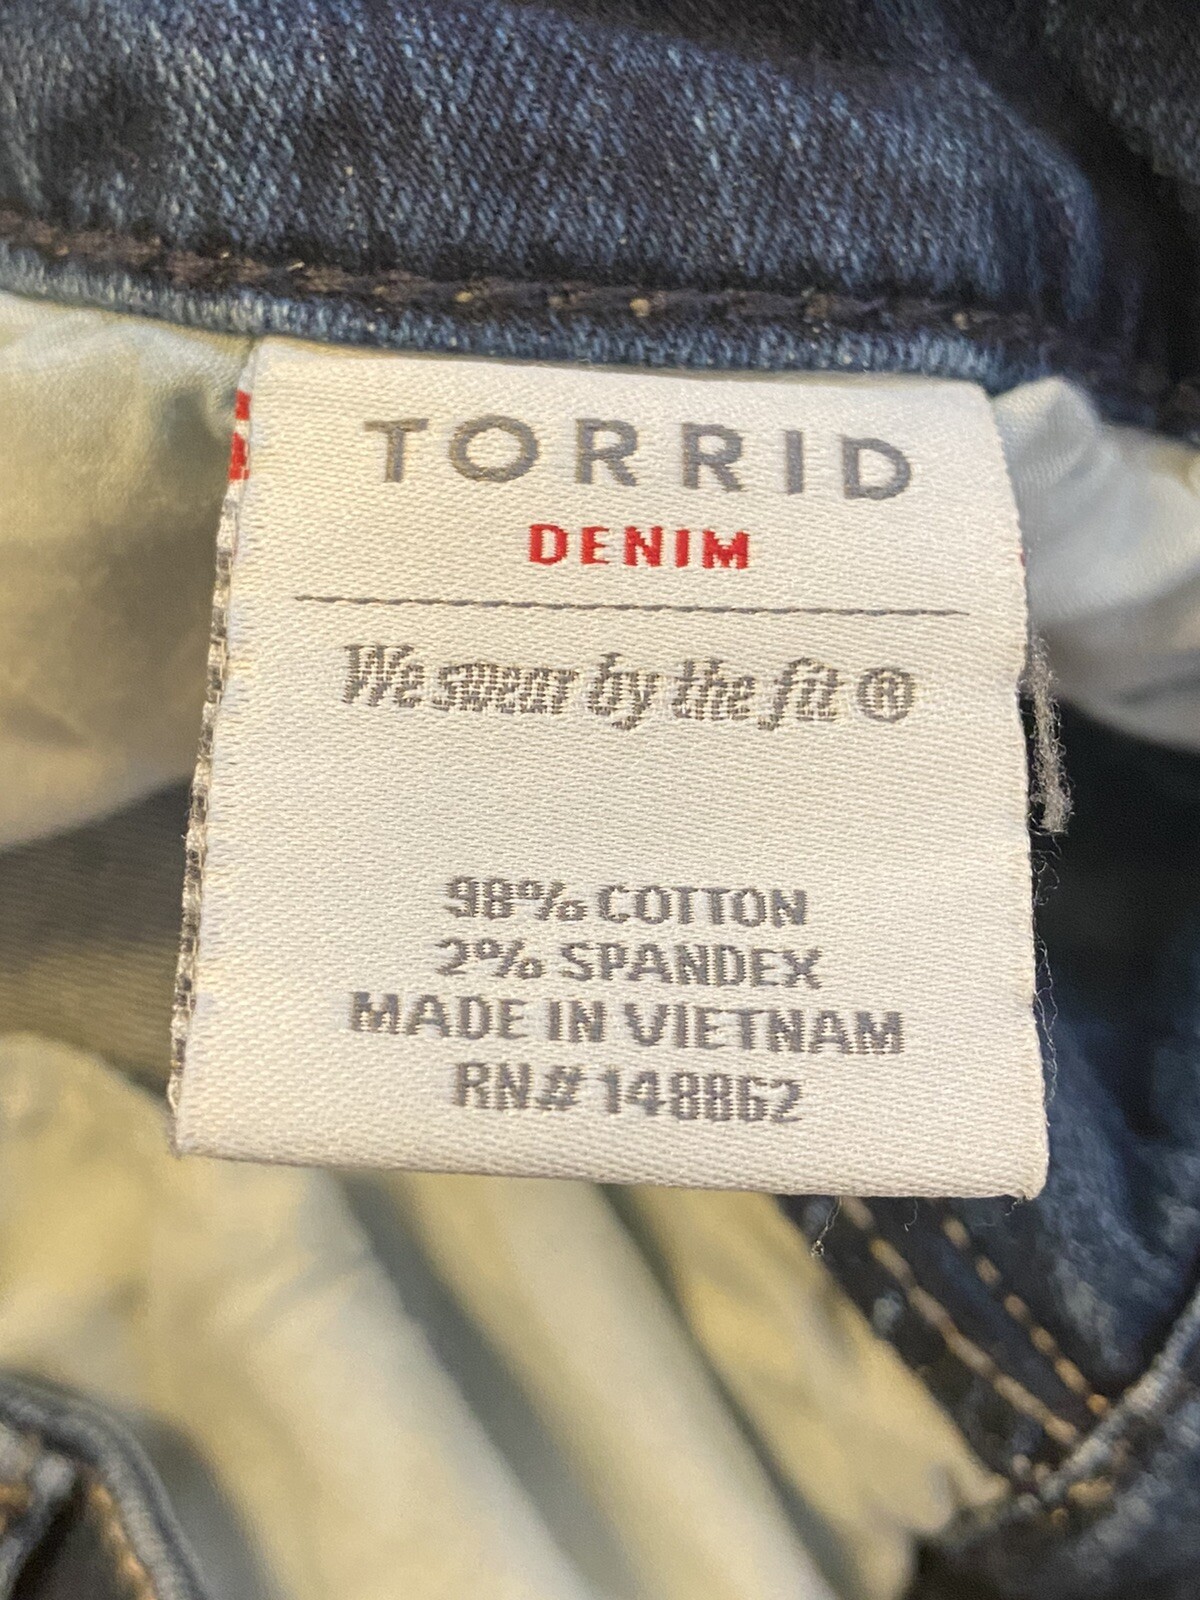 TORRID
DENIM
We swear by the fit ®
98% COTTON
2% SPANDEX
MADE IN VIETNAM
RN# 148862